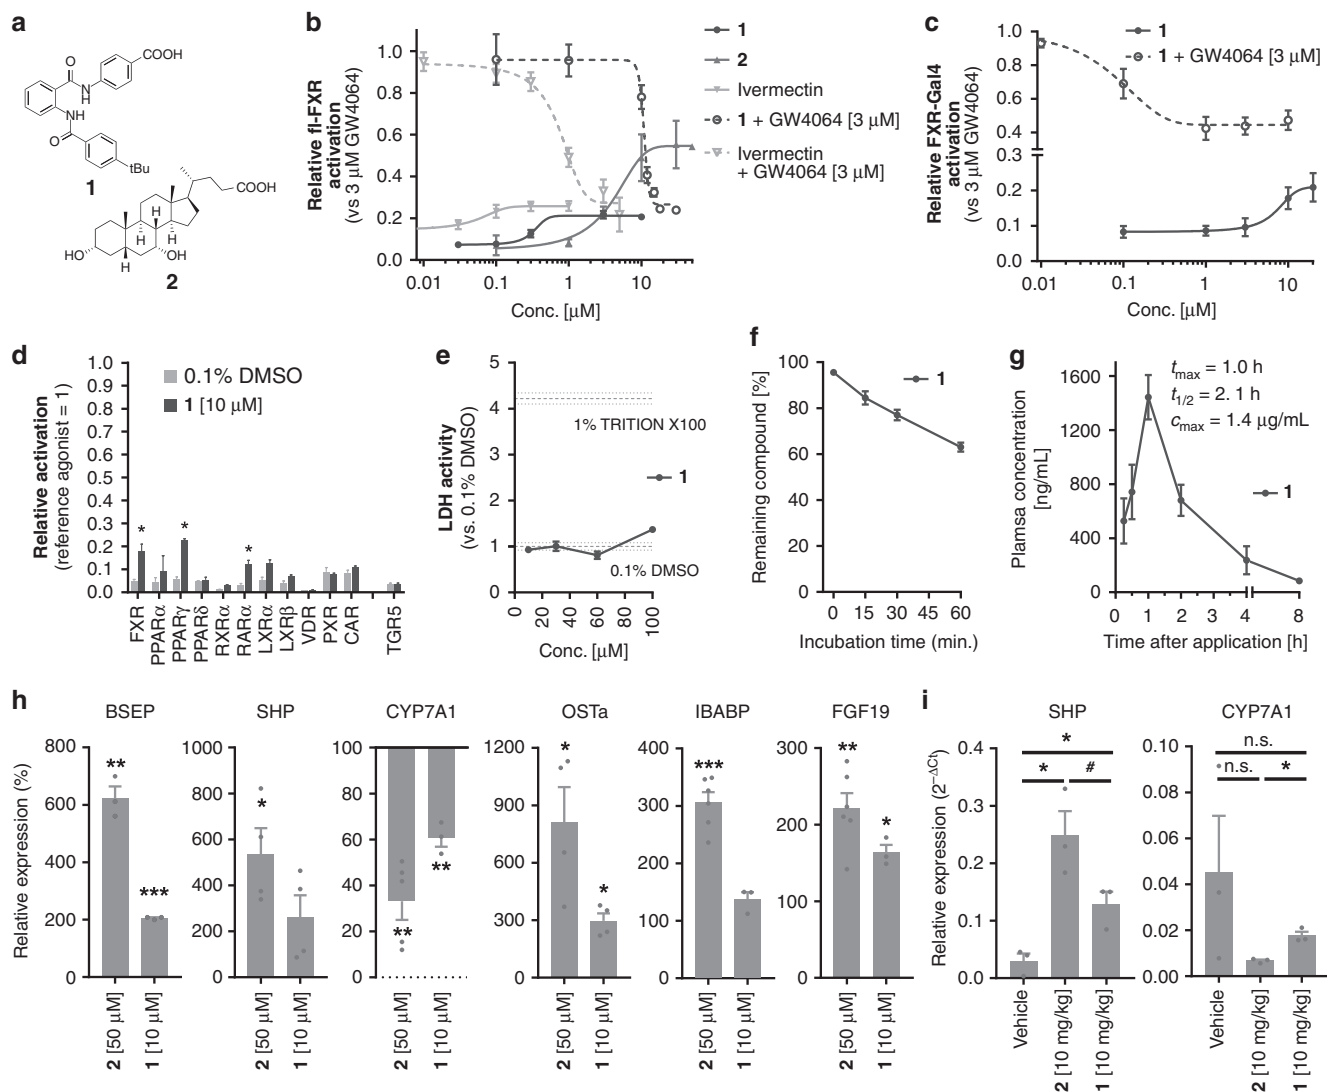 a
COOH
O
NH
NH
O
tBu
1
COOH
H
H
H
H
HO
OH
2
b
Relative fl-FXR
activation
(vs 3 µM GW4064)
1.0
0.8
0.6
0.4
0.2
0.0
0.01
0.1
1
10
Conc. [µM]
1
2
Ivermectin
1 + GW4064 [3 µM]
Ivermectin
+ GW4064 [3 µM]
c
Relative FXR-Gal4
activation
(vs 3 µM GW4064)
1.0
0.8
0.6
0.4
0.3
0.2
0.1
0.0
0.01
0.1
1
10
Conc. [µM]
1
1 + GW4064 [3 µM]
d
Relative activation
(reference agonist = 1)
1.0
0.9
0.8
0.7
0.6
0.5
0.4
0.3
0.2
0.1
0.0
0.1% DMSO
1 [10 µM]
*
*
*
FXR
PPARα
PPARγ
PPARδ
RXRα
RARα
LXRα
LXRβ
VDR
PXR
CAR
TGR5
e
LDH activity
(vs. 0.1% DMSO)
5
4
3
2
1
0
1% TRITION X100
1
0.1% DMSO
0
20
40
60
80
100
Conc. [µM]
f
Remaining compound [%]
100
80
60
40
20
0
1
0
15
30
45
60
Incubation time (min.)
g
Plamsa concentration
[ng/mL]
1600
1200
800
400
0
tmax = 1.0 h
t1/2 = 2. 1 h
cmax = 1.4 µg/mL
1
0
1
2
3
4
8
Time after application [h]
h
Relative expression (%)
BSEP
800
600
400
200
0
**
***
2 [50 µM]
1 [10 µM]
SHP
1000
800
600
400
200
0
*
2 [50 µM]
1 [10 µM]
CYP7A1
100
80
60
40
20
0
**
**
2 [50 µM]
1 [10 µM]
OSTa
1200
900
600
300
0
*
*
2 [50 µM]
1 [10 µM]
IBABP
400
300
200
100
0
***
2 [50 µM]
1 [10 µM]
FGF19
300
200
100
0
**
*
2 [50 µM]
1 [10 µM]
i
Relative expression (2−ΔCt)
SHP
0.4
0.3
0.2
0.1
0.0
*
*
#
Vehicle
2 [10 mg/kg]
1 [10 mg/kg]
CYP7A1
0.10
0.08
0.06
0.04
0.02
0.00
n.s.
n.s.
*
Vehicle
2 [10 mg/kg]
1 [10 mg/kg]